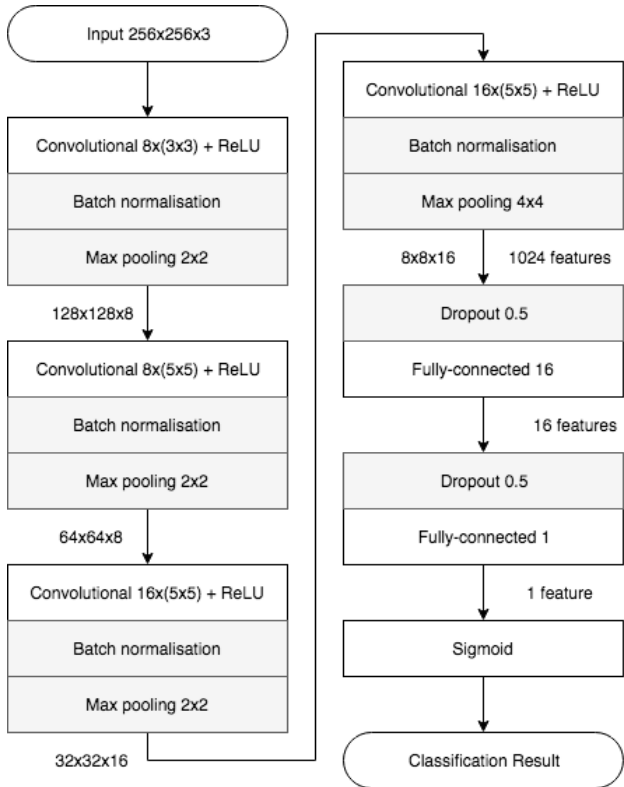 Input 256x256x3
Convolutional 8x(3x3) + ReLU
Batch normalisation
Max pooling 2x2
128x128x8
Convolutional 8x(5x5) + ReLU
Batch normalisation
Max pooling 2x2
64x64x8
Convolutional 16x(5x5) + ReLU
Batch normalisation
Max pooling 2x2
32x32x16
Convolutional 16x(5x5) + ReLU
Batch normalisation
Max pooling 4x4
8x8x16 1024 features
Dropout 0.5
Fully-connected 16
16 features
Dropout 0.5
Fully-connected 1
1 feature
Sigmoid
Classification Result